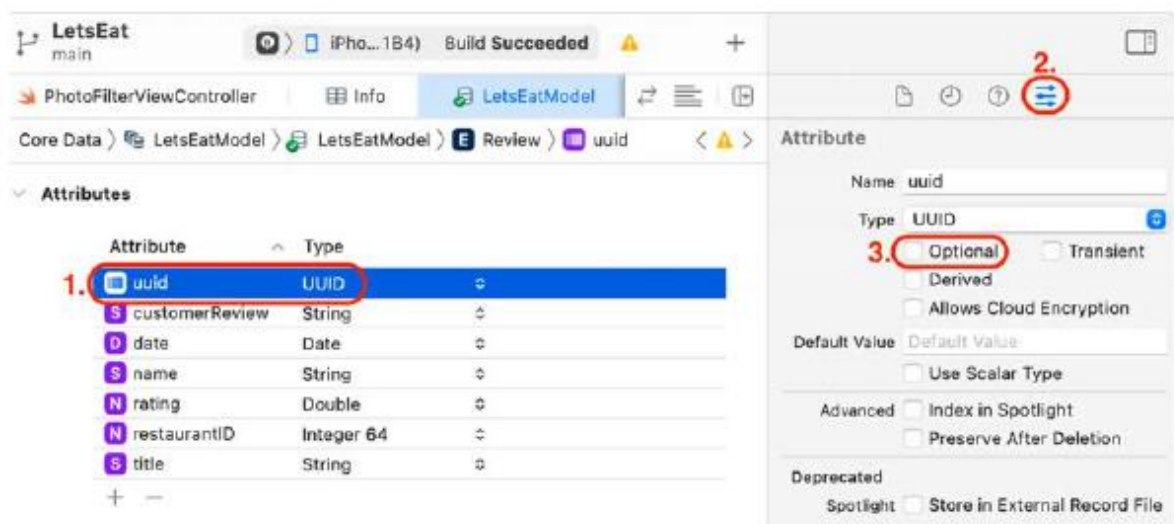 LetsEat
main
iPho...1B4) Build Succeeded
PhotoFilterViewController Info LetsEatModel
Core Data LetsEatModel LetsEatModel E Review uuid
Attributes
Attribute Type
1. uuid UUID
S customerReview String
D date Date
S name String
N rating Double
N restaurantID Integer 64
S title String
2.
Attribute
Name uuid
Type UUID
3. Optional Transient
Derived
Allows Cloud Encryption
Default Value Default Value
Use Scalar Type
Advanced Index in Spotlight
Preserve After Deletion
Deprecated
Spotlight Store in External Record File